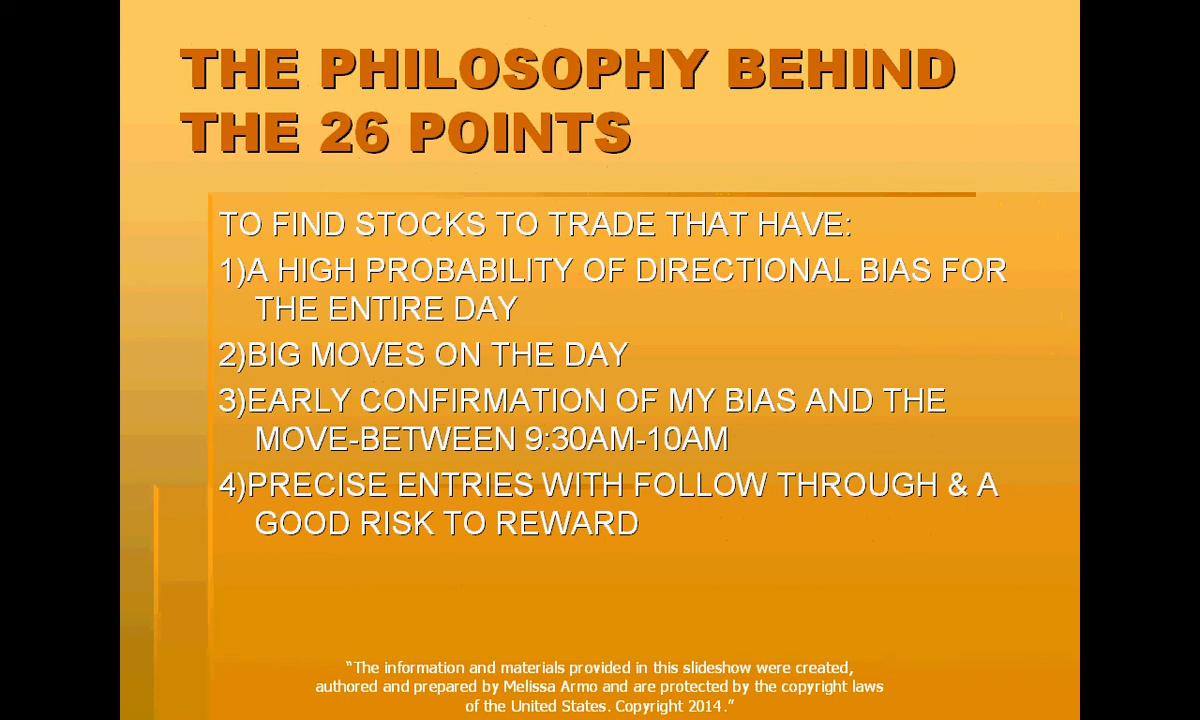 THE PHILOSOPHY BEHIND
THE 26 POINTS
TO FIND STOCKS TO TRADE THAT HAVE:
1)A HIGH PROBABILITY OF DIRECTIONAL BIAS FOR
THE ENTIRE DAY
2)BIG MOVES ON THE DAY
3)EARLY CONFIRMATION OF MY BIAS AND THE
MOVE-BETWEEN 9:30AM-10AM
4)PRECISE ENTRIES WITH FOLLOW THROUGH & A
GOOD RISK TO REWARD
“The information and materials provided in this slideshow were created,
authored and prepared by Melissa Armo and are protected by the copyright laws
of the United States. Copyright 2014.”